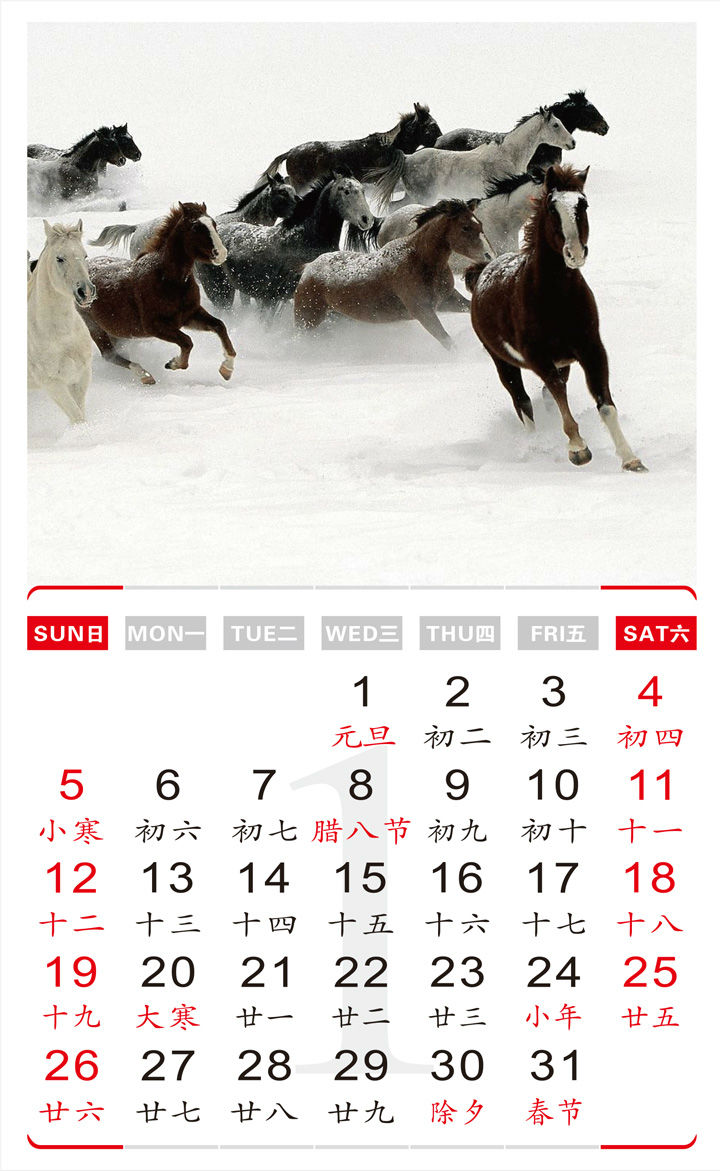 SUN日 MON一 TUE二 WED三 THU四 FRI五 SAT六
1 2 3 4
元旦 初二 初三 初四
5 6 7 8 9 10 11
小寒 初六 初七 腊八节 初九 初十 十一
12 13 14 15 16 17 18
十二 十三 十四 十五 十六 十七 十八
19 20 21 22 23 24 25
十九 大寒 廿一 廿二 廿三 小年 廿五
26 27 28 29 30 31
廿六 廿七 廿八 廿九 除夕 春节
1